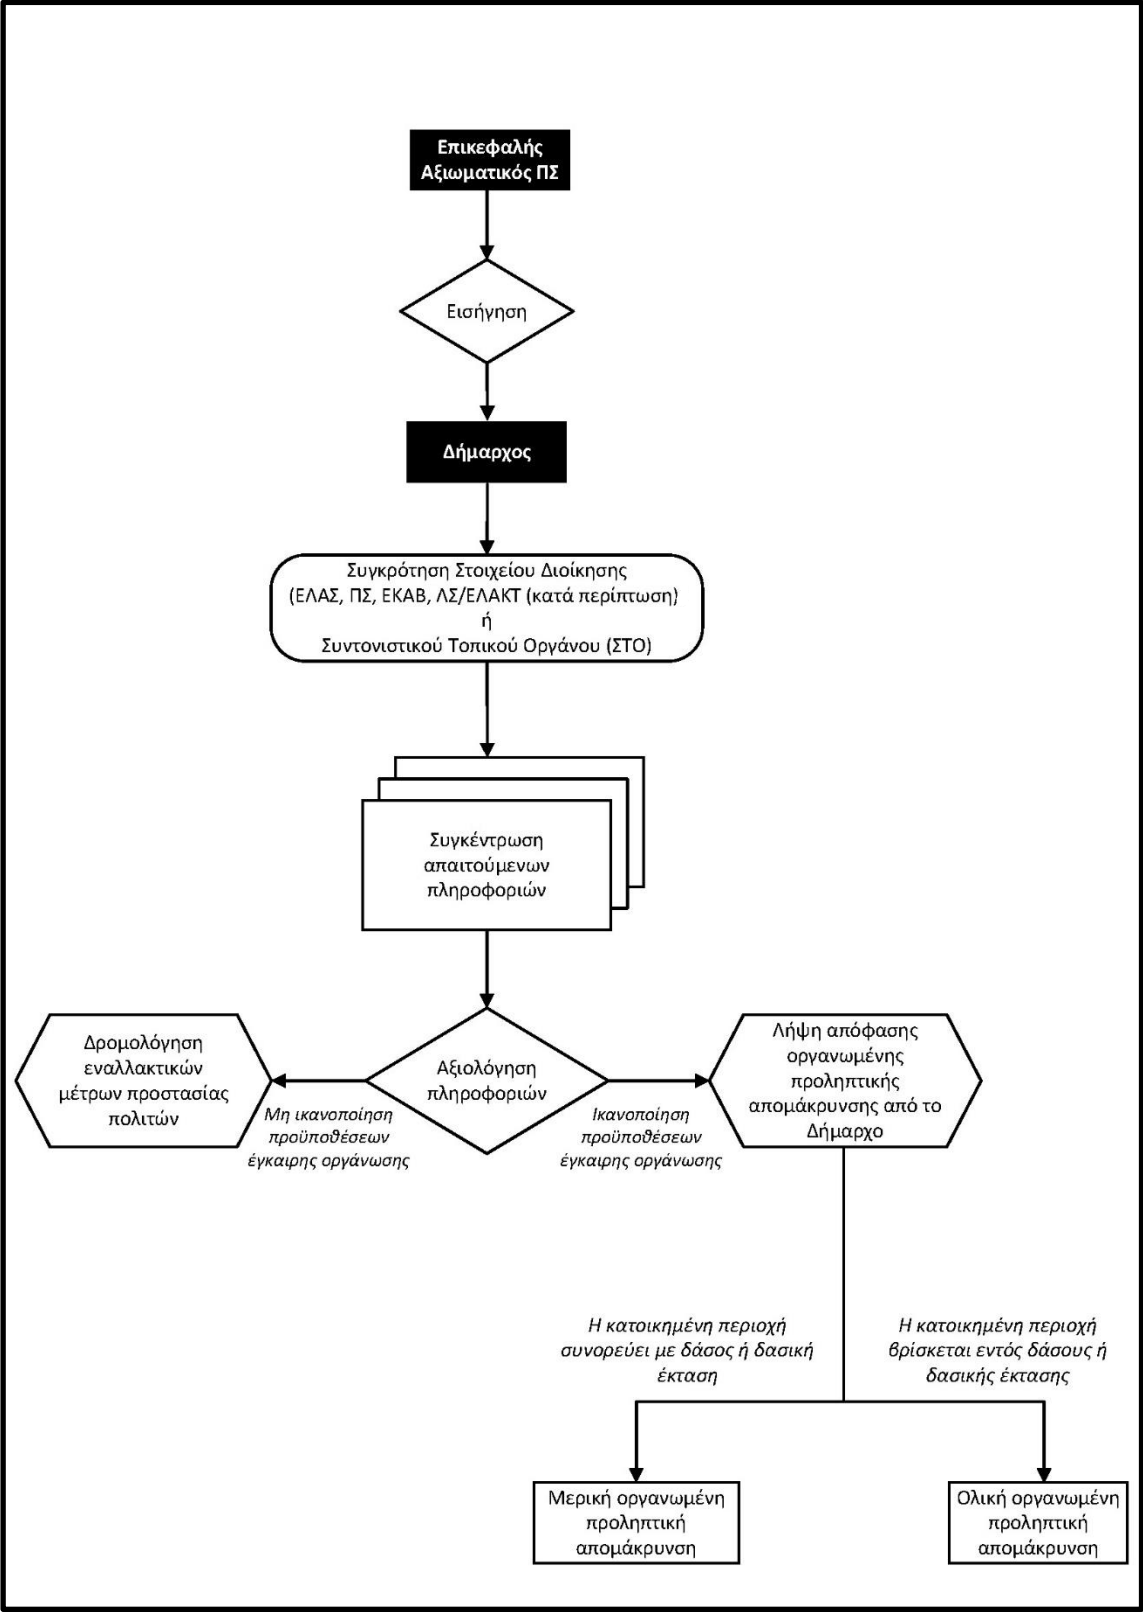 Επικεφαλής
Αξιωματικός ΠΣ
Εισήγηση
Δήμαρχος
Συγκρότηση Στοιχείου Διοίκησης
(ΕΛΑΣ, ΠΣ, ΕΚΑΒ, ΛΣ/ΕΛΑΚΤ (κατά περίπτωση)
ή
Συντονιστικού Τοπικού Οργάνου (ΣΤΟ)
Συγκέντρωση
απαιτούμενων
πληροφοριών
Δρομολόγηση
εναλλακτικών
μέτρων προστασίας
πολιτών
Μη ικανοποίηση
προϋποθέσεων
έγκαιρης οργάνωσης
Αξιολόγηση
πληροφοριών
Ικανοποίηση
προϋποθέσεων
έγκαιρης οργάνωσης
Λήψη απόφασης
οργανωμένης
προληπτικής
απομάκρυνσης από το
Δήμαρχο
Η κατοικημένη περιοχή
συνορεύει με δάσος ή δασική
έκταση
Η κατοικημένη περιοχή
βρίσκεται εντός δάσους ή
δασικής έκτασης
Μερική οργανωμένη
προληπτική
απομάκρυνση
Ολική οργανωμένη
προληπτική
απομάκρυνση